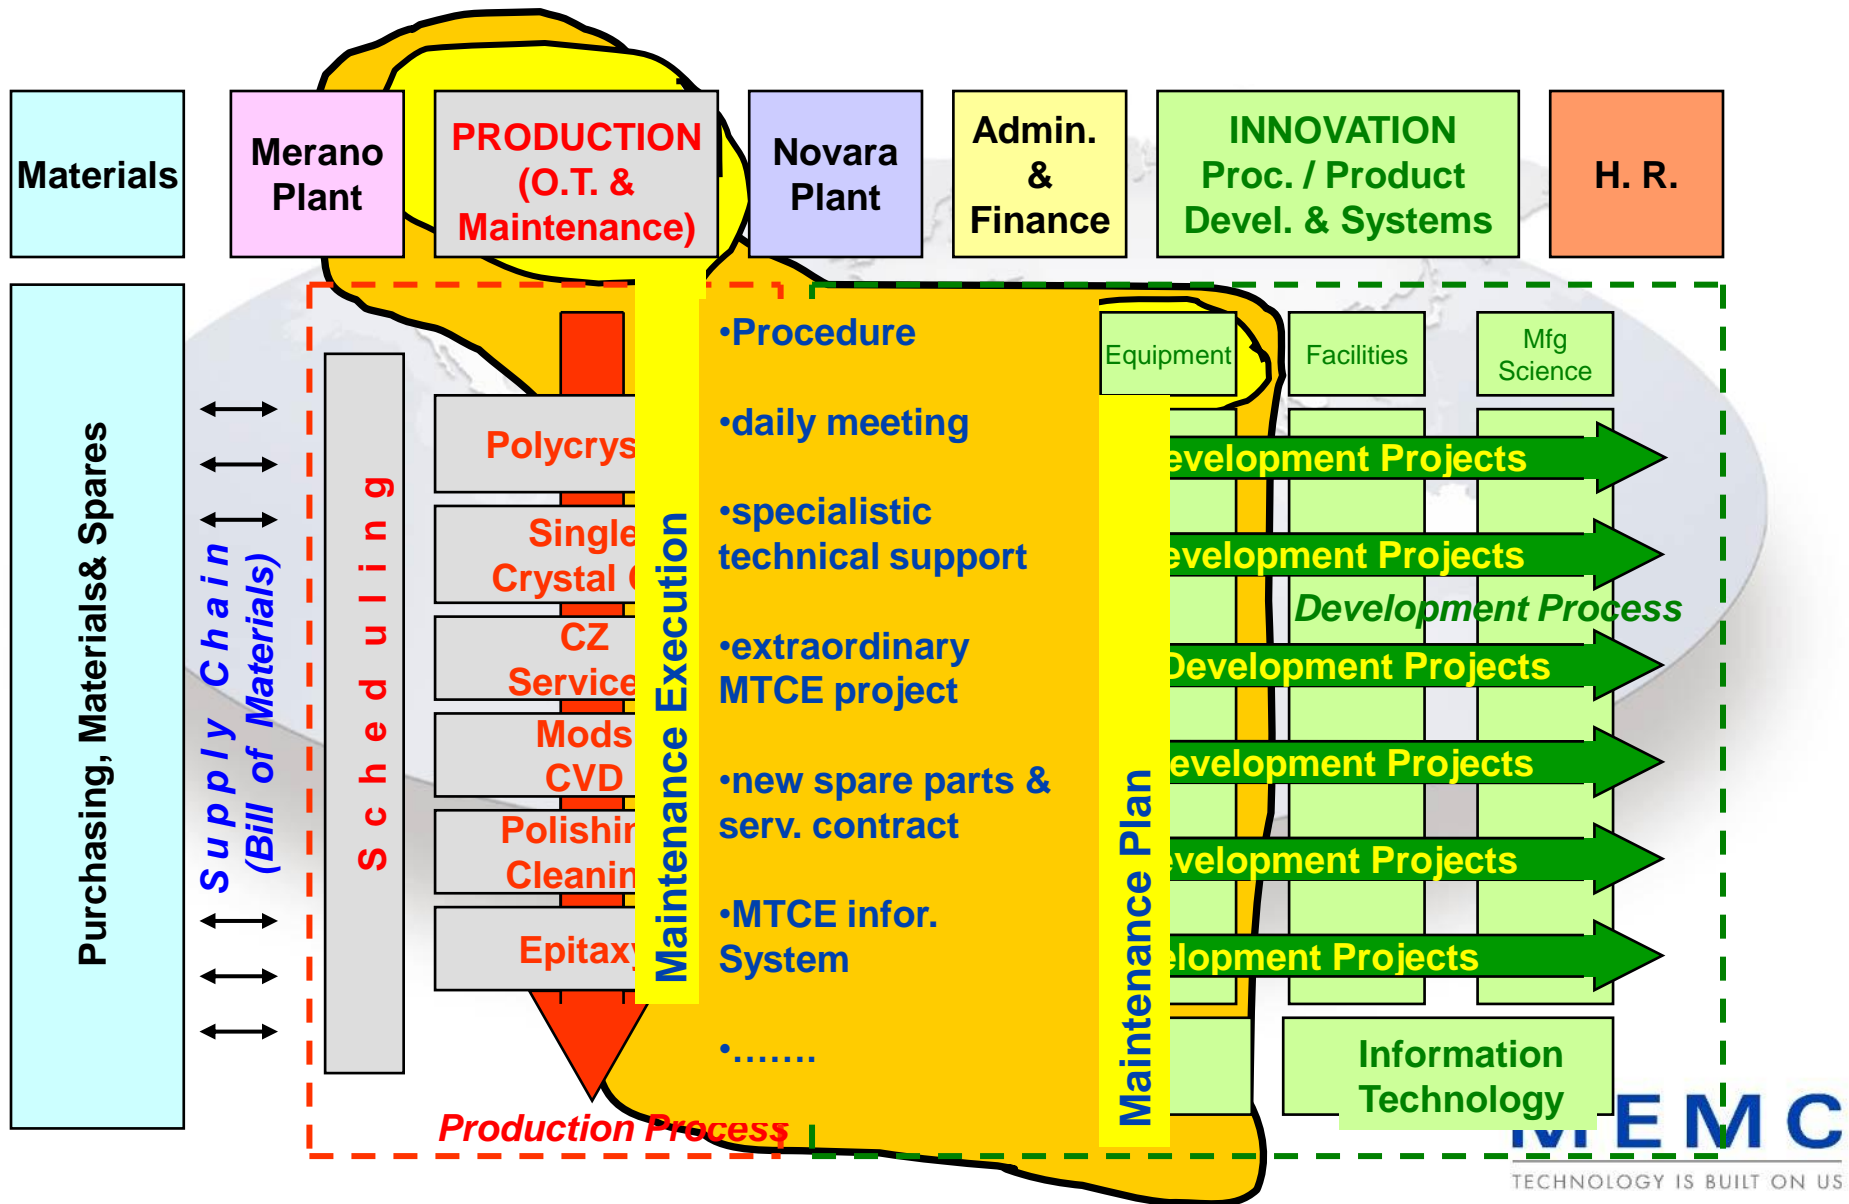 Materials
Merano
Plant
PRODUCTION
(O.T. &
Maintenance)
Novara
Plant
Admin.
&
Finance
INNOVATION
Proc. / Product
Devel. & Systems
H. R.
Purchasing, Materials& Spares
Supply Chain
(Bill of Materials)
Scheduling
Polycrys
Single
Crystal
CZ
Service
Mods
CVD
Polishin
Cleanin
Epitaxy
Production Process
Maintenance Execution
•Procedure
•daily meeting
•specialistic
technical support
•extraordinary
MTCE project
•new spare parts &
serv. contract
•MTCE infor.
System
•.......
Maintenance Plan
Equipment
Facilities
Mfg
Science
evelopment Projects
evelopment Projects
Development Process
Development Projects
evelopment Projects
evelopment Projects
elopment Projects
Information
Technology
MEMC
TECHNOLOGY IS BUILT ON US